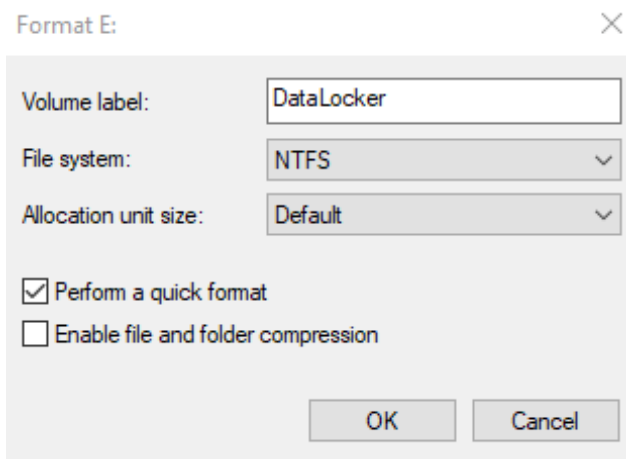 Format E:
Volume label: DataLocker
File system: NTFS
Allocation unit size: Default
Perform a quick format
Enable file and folder compression
OK Cancel